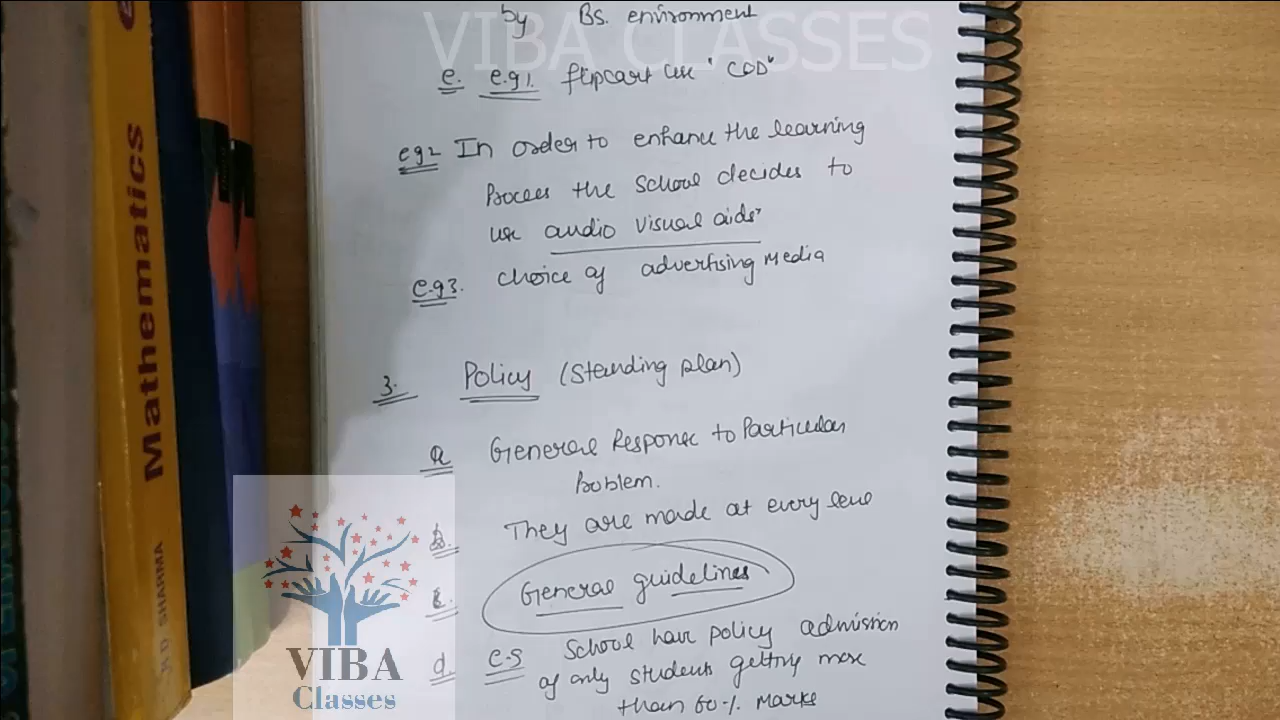 by Bs. environment
VIBA CLASSES
e. e.g1. flipcart use "COD"
eg2 In order to enhance the learning
Process the school decides to
use audio visual aids"
e.g3. choice of advertising Media
3. Policy (Standing plan)
a General Response to Particular
Problem.
b. They are made at every level
c. General guidelines
d. e.g School have policy admission
of only students getting more
than 60% marks
Mathematics
R.D SHARMA
VIBA
Classes